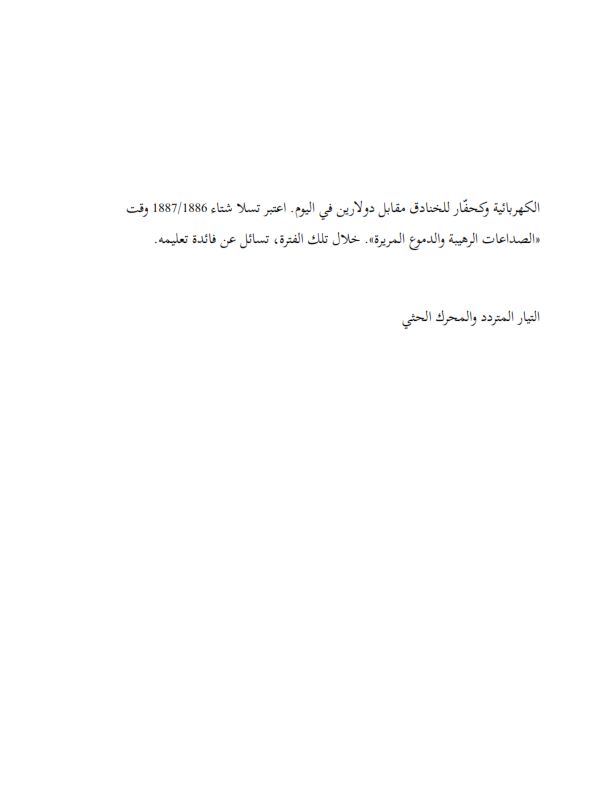 الكهربائية وكحفّار للخنادق مقابل دولارين في اليوم. اعتبر تسلا شتاء 1887/1886 وقت
«الصداعات الرهيبة والدموع المريرة». خلال تلك الفترة، تسائل عن فائدة تعليمه.
التيار المتردد والمحرك الحثي